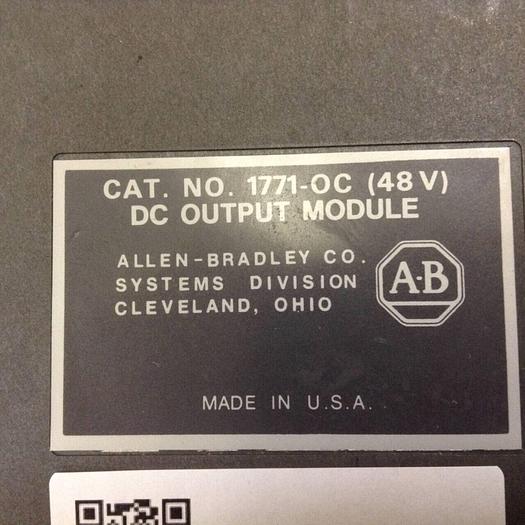 CAT. NO. 1771-OC (48 V)
DC OUTPUT MODULE
ALLEN-BRADLEY CO.
SYSTEMS DIVISION
CLEVELAND, OHIO
A·B
MADE IN U.S.A.